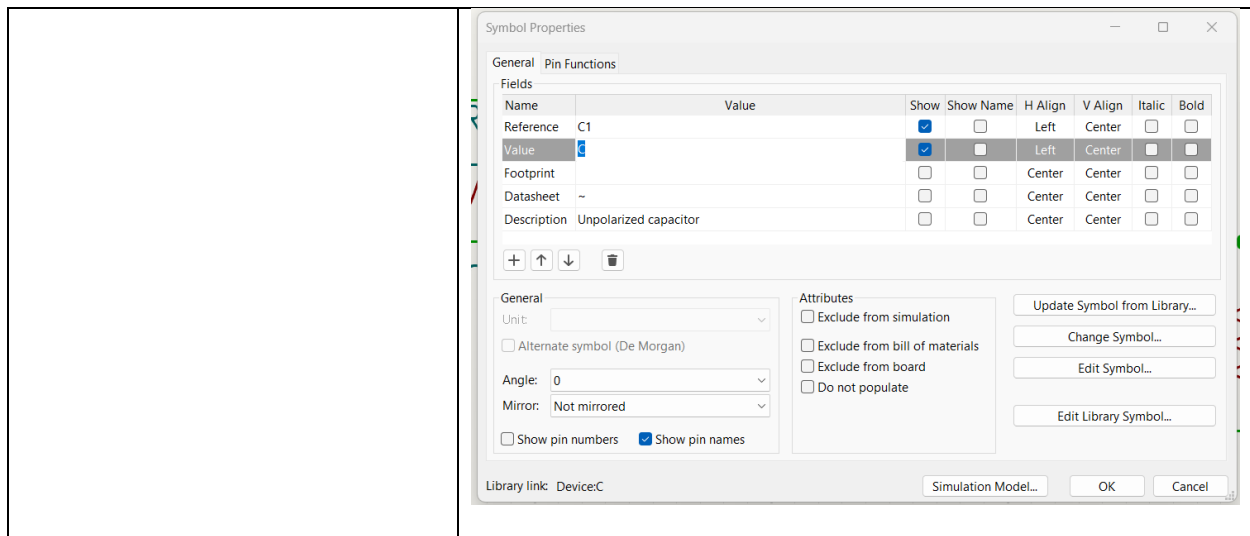 Symbol Properties
General Pin Functions
Fields
Name Value Show Show Name H Align V Align Italic Bold
Reference C1 Left Center
Value C Left Center
Footprint Center Center
Datasheet ~ Center Center
Description Unpolarized capacitor Center Center
General
Unit:
Alternate symbol (De Morgan)
Angle: 0
Mirror: Not mirrored
Show pin numbers Show pin names
Attributes
Exclude from simulation
Exclude from bill of materials
Exclude from board
Do not populate
Update Symbol from Library...
Change Symbol...
Edit Symbol...
Edit Library Symbol...
Library link: Device:C
Simulation Model... OK Cancel